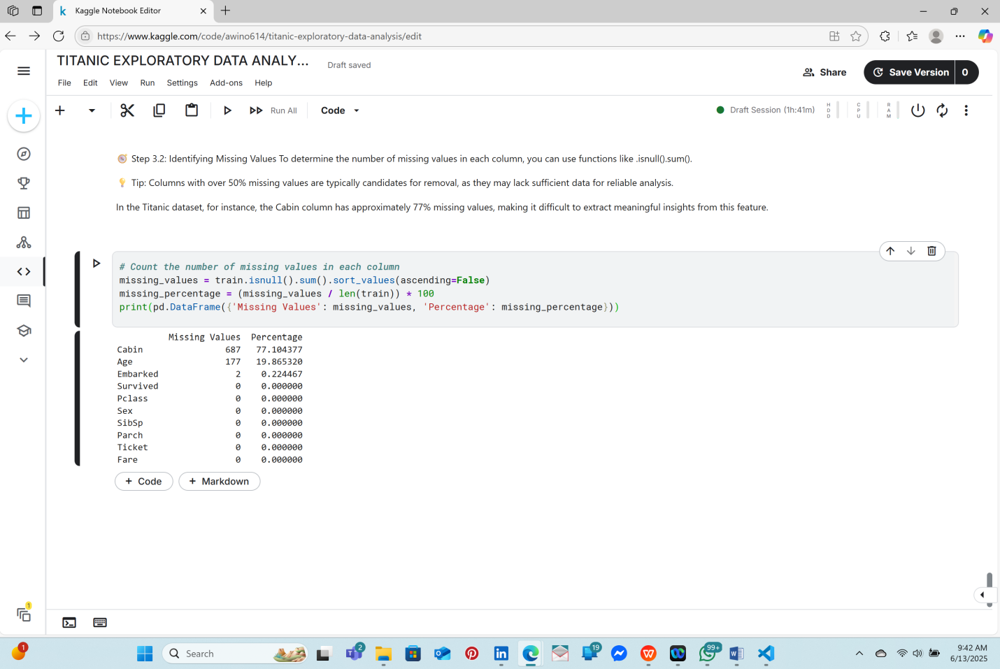 Kaggle Notebook Editor
https://www.kaggle.com/code/awino614/titanic-exploratory-data-analysis/edit
TITANIC EXPLORATORY DATA ANALY...
Draft saved
Share
Save Version
0
File Edit View Run Settings Add-ons Help
Run All
Code
Draft Session (1h:41m)
HDD
CPU
RAM
Step 3.2: Identifying Missing Values To determine the number of missing values in each column, you can use functions like .isnull().sum().
Tip: Columns with over 50% missing values are typically candidates for removal, as they may lack sufficient data for reliable analysis.
In the Titanic dataset, for instance, the Cabin column has approximately 77% missing values, making it difficult to extract meaningful insights from this feature.
# Count the number of missing values in each column
missing_values = train.isnull().sum().sort_values(ascending=False)
missing_percentage = (missing_values / len(train)) * 100
print(pd.DataFrame({'Missing Values': missing_values, 'Percentage': missing_percentage}))
Missing Values Percentage
Cabin 687 77.104377
Age 177 19.865320
Embarked 2 0.224467
Survived 0 0.000000
Pclass 0 0.000000
Sex 0 0.000000
SibSp 0 0.000000
Parch 0 0.000000
Ticket 0 0.000000
Fare 0 0.000000
+ Code
+ Markdown
1
1
Search
2
19
99+
9:42 AM
6/13/2025